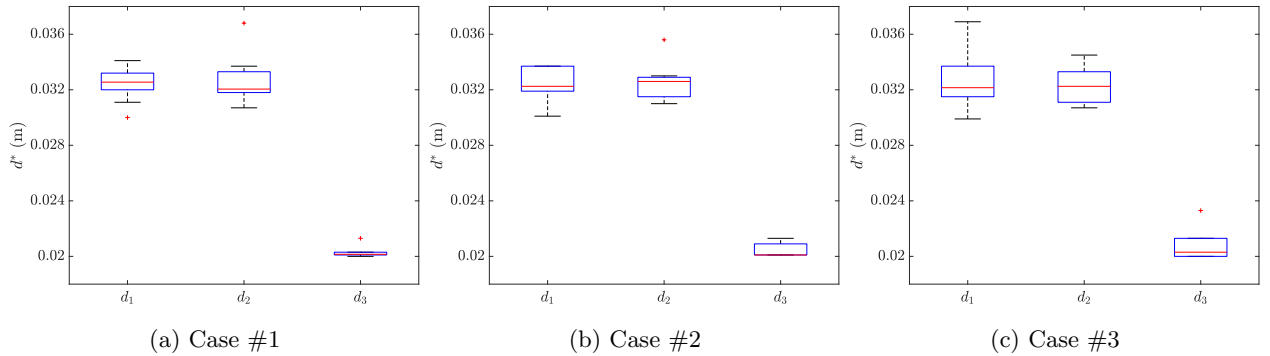 0.036
0.032
0.028
0.024
0.02
d* (m)
d₁ d₂ d₃
(a) Case #1
0.036
0.032
0.028
0.024
0.02
d* (m)
d₁ d₂ d₃
(b) Case #2
0.036
0.032
0.028
0.024
0.02
d* (m)
d₁ d₂ d₃
(c) Case #3